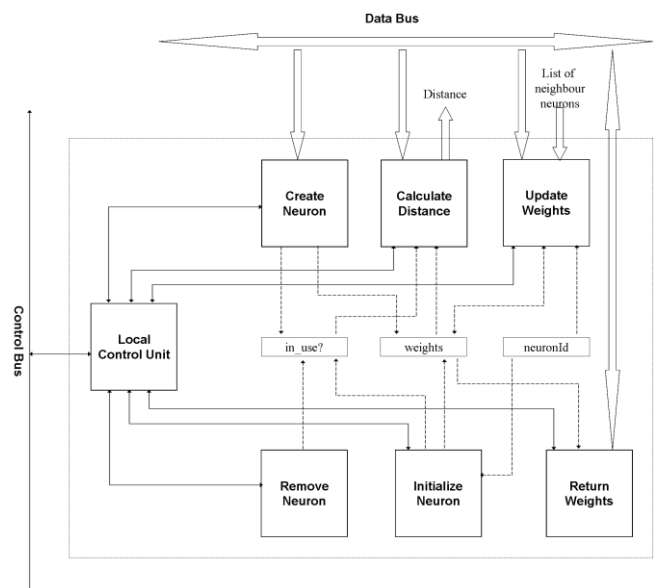 Data Bus
List of
neighbour
neurons
Distance
Create
Neuron
Calculate
Distance
Update
Weights
Control Bus
Local
Control Unit
in_use?
weights
neuronId
Remove
Neuron
Initialize
Neuron
Return
Weights